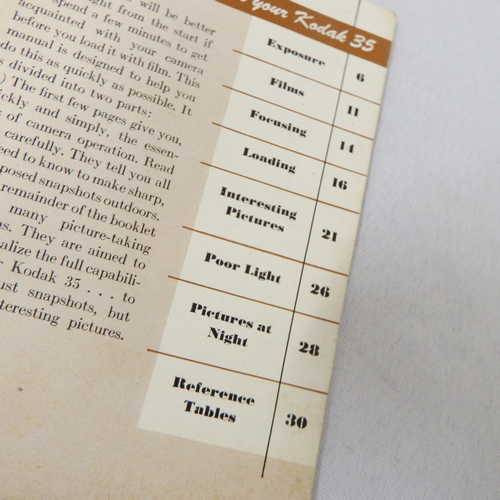 will be better
ght from the start if
spend a few minutes to get
acquainted with your camera
before you load it with film. This
manual is designed to help you
do this as quickly as possible. It
s divided into two parts:
) The first few pages give you,
ckly and simply, the essen-
of camera operation. Read
carefully. They tell you all
eed to know to make sharp,
posed snapshots outdoors.
remainder of the booklet
many picture-taking
ns. They are aimed to
alize the full capabili-
r Kodak 35 . . . to
ust snapshots, but
teresting pictures.
your Kodak 35
Exposure 6
Films 11
Focusing 14
Loading 16
Interesting
Pictures 21
Poor Light 26
Pictures at
Night 28
Reference
Tables 30